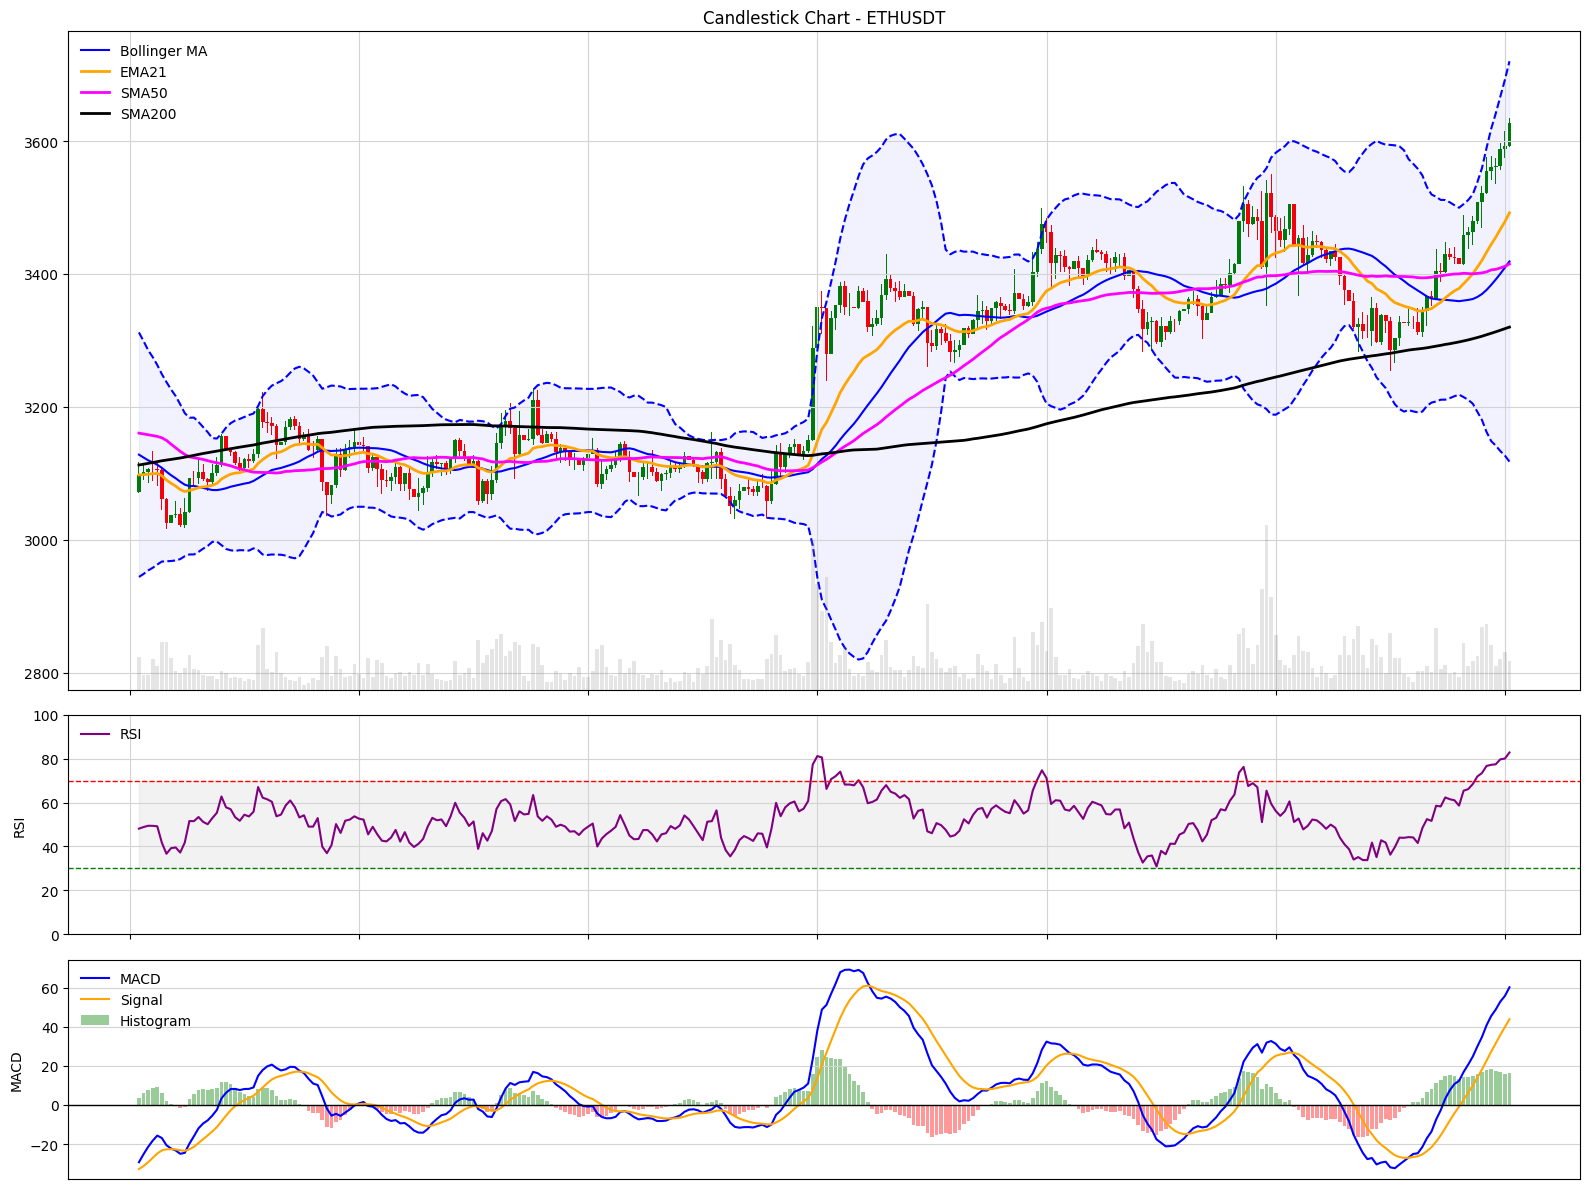 Candlestick Chart - ETHUSDT
Bollinger MA
EMA21
SMA50
SMA200
3600
3400
3200
3000
2800
100
80
60
40
20
0
RSI
RSI
60
40
20
0
−20
MACD
MACD
Signal
Histogram